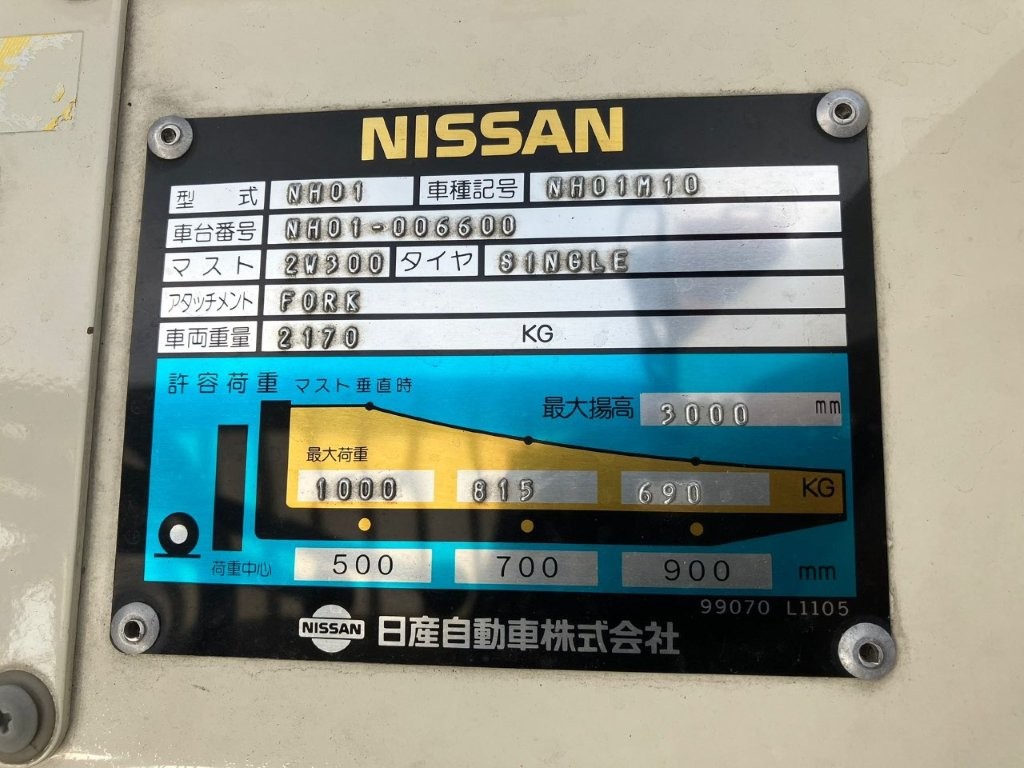 NISSAN
型 式 NH01 車種記号 NH01M10
車台番号 NH01-006600
マスト 2W300 タイヤ SINGLE
アタッチメント FORK
車両重量 2170 KG
許容荷重 マスト垂直時
最大揚高 3000 mm
最大荷重
1000 815 690 KG
荷重中心 500 700 900 mm
99070 L1105
NISSAN 日産自動車株式会社